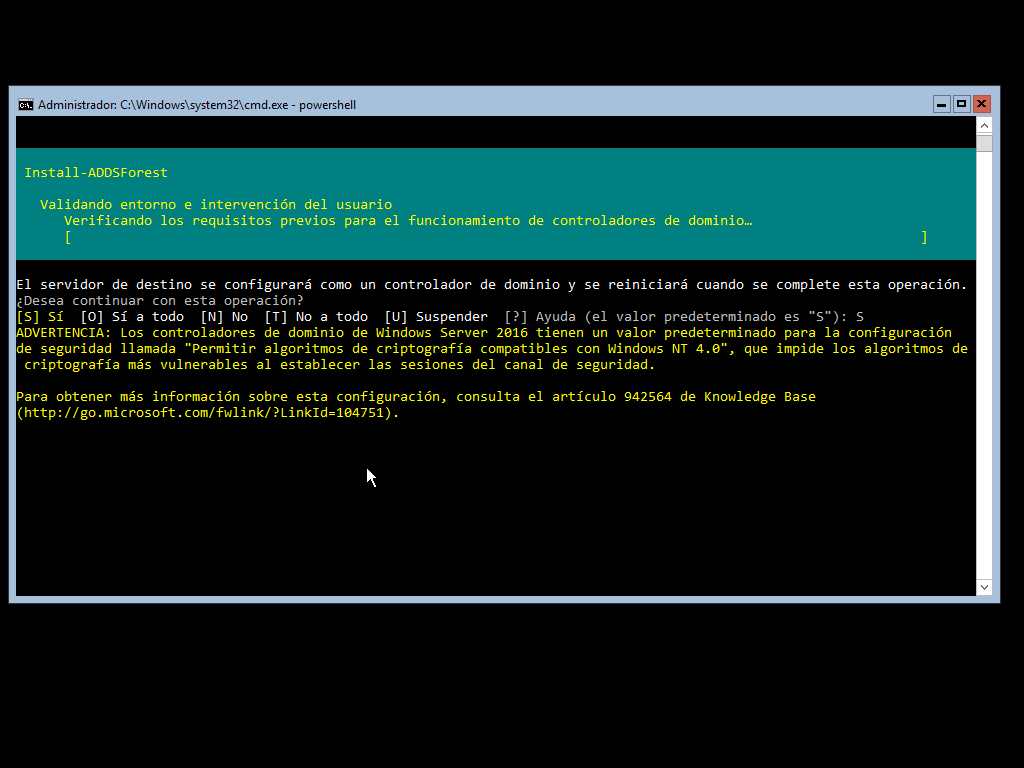 Administrador: C:\Windows\system32\cmd.exe - powershell
Install-ADDSForest
Validando entorno e intervención del usuario
Verificando los requisitos previos para el funcionamiento de controladores de dominio…
[ ]
El servidor de destino se configurará como un controlador de dominio y se reiniciará cuando se complete esta operación.
¿Desea continuar con esta operación?
[S] Sí  [O] Sí a todo  [N] No  [T] No a todo  [U] Suspender  [?] Ayuda (el valor predeterminado es "S"): S
ADVERTENCIA: Los controladores de dominio de Windows Server 2016 tienen un valor predeterminado para la configuración
de seguridad llamada "Permitir algoritmos de criptografía compatibles con Windows NT 4.0", que impide los algoritmos de
criptografía más vulnerables al establecer las sesiones del canal de seguridad.
Para obtener más información sobre esta configuración, consulta el artículo 942564 de Knowledge Base
(http://go.microsoft.com/fwlink/?LinkId=104751).